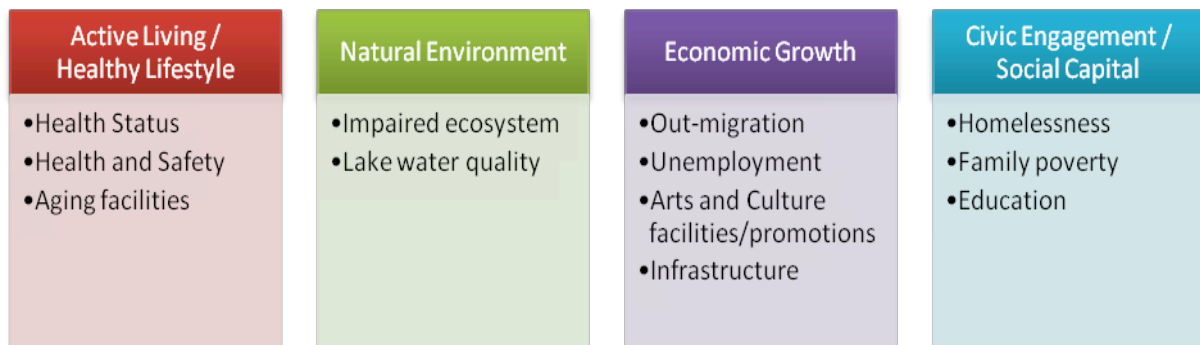 Active Living /
Healthy Lifestyle
•Health Status
•Health and Safety
•Aging facilities
Natural Environment
•Impaired ecosystem
•Lake water quality
Economic Growth
•Out-migration
•Unemployment
•Arts and Culture
facilities/promotions
•Infrastructure
Civic Engagement /
Social Capital
•Homelessness
•Family poverty
•Education